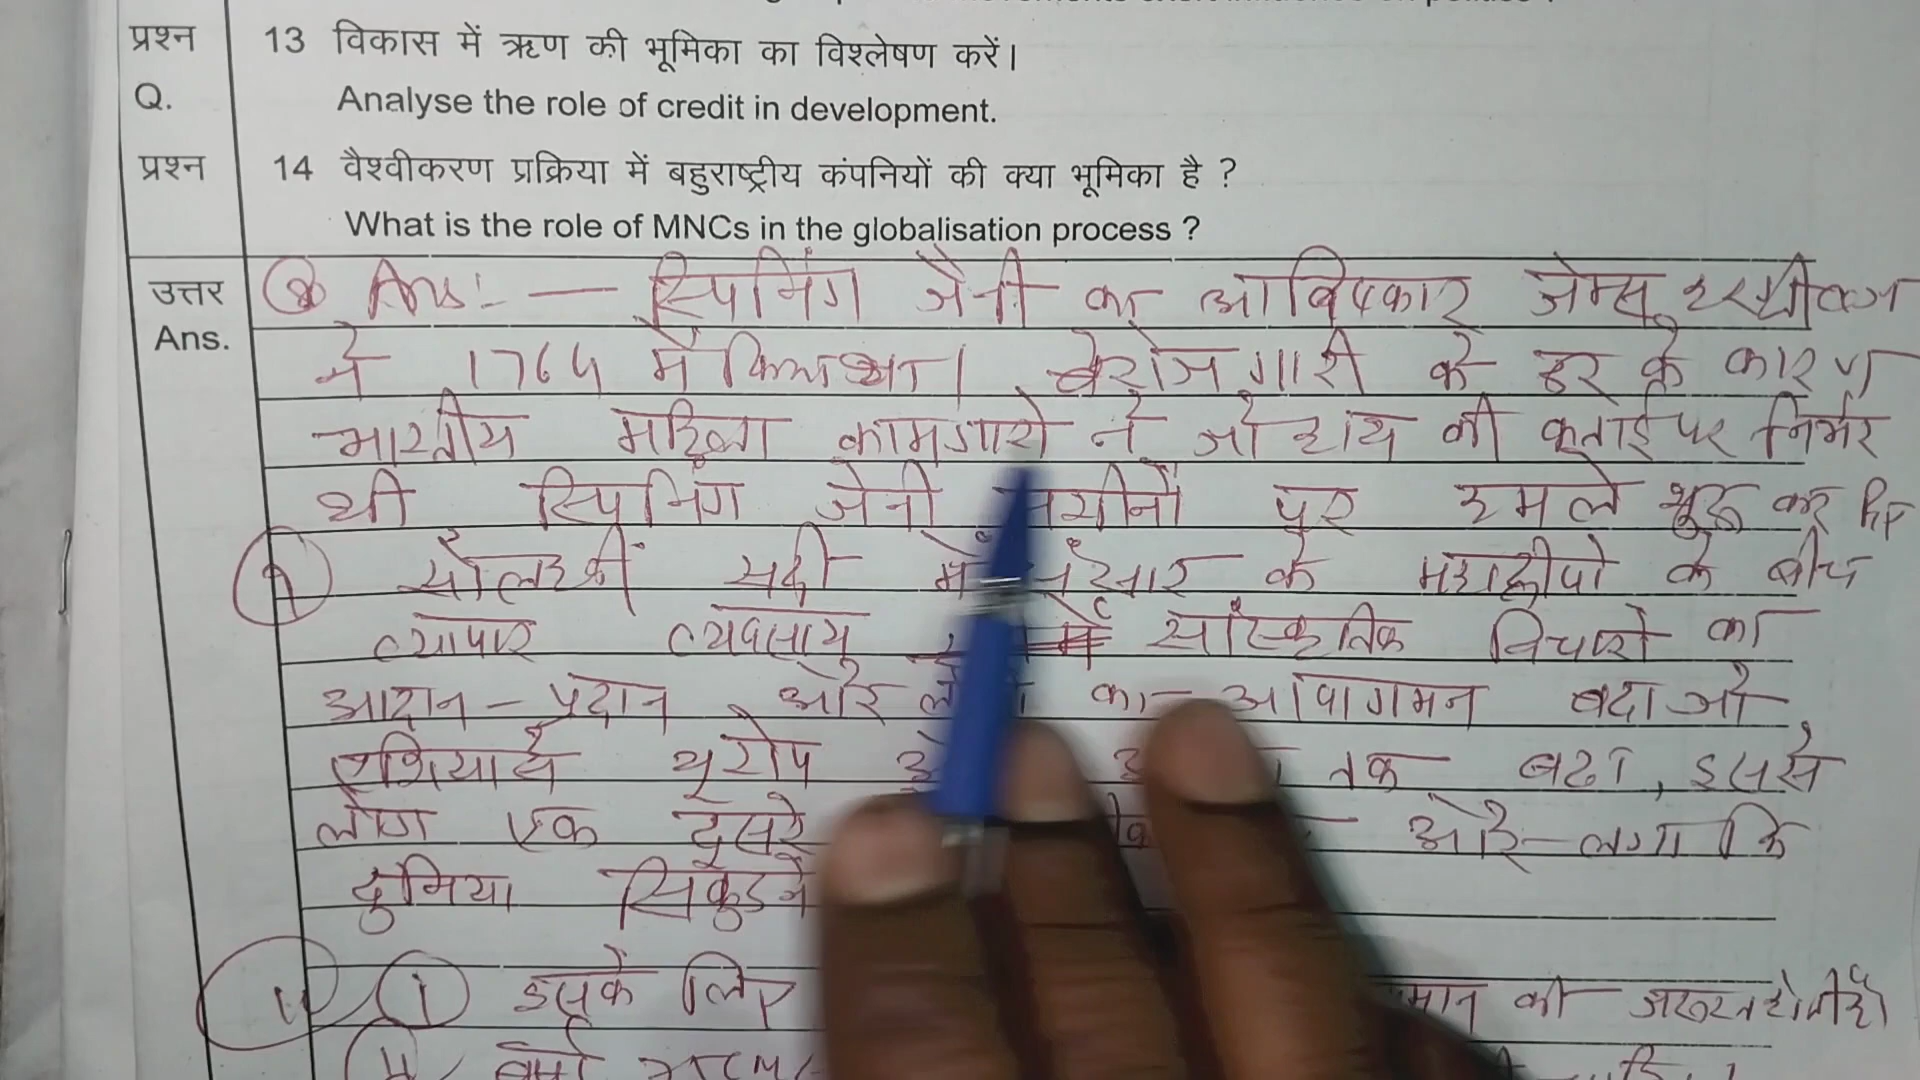 प्रश्न 13 विकास में ऋण की भूमिका का विश्लेषण करें।
Q. Analyse the role of credit in development.
प्रश्न 14 वैश्वीकरण प्रक्रिया में बहुराष्ट्रीय कंपनियों की क्या भूमिका है ?
What is the role of MNCs in the globalisation process ?
उत्तर Ans:- — स्पिनिंग जेनी का आविष्कार जेम्स
Ans. ने 1764 में किया था। बेरोजगारी के डर के कारण
भारतीय महिला कामगारो ने जो हाथ की कताई पर निर्भर
थी स्पिनिंग जेनी मशीनों पर हमले शुरू कर
सोलहवीं सदी में संसार के महाद्वीपो के बीच
व्यापार व्यवसाय सांस्कृतिक विचारो का
आदान-प्रदान और का आवागमन बढा जो
एशिया से यूरोप तक बढा, इससे
लोग एक दूसरे और लगा कि
दुनिया सिकुडने
इसके लिए की जरूरत होती है।